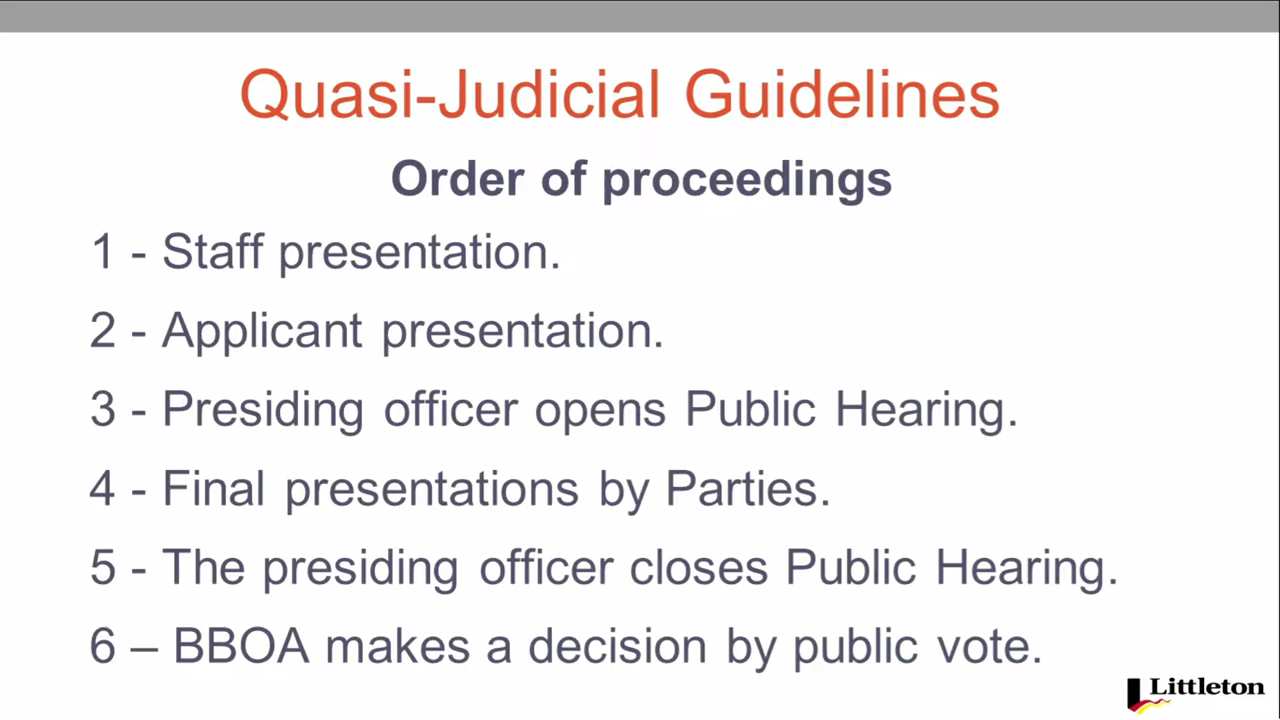 Quasi-Judicial Guidelines
Order of proceedings
1 - Staff presentation.
2 - Applicant presentation.
3 - Presiding officer opens Public Hearing.
4 - Final presentations by Parties.
5 - The presiding officer closes Public Hearing.
6 – BBOA makes a decision by public vote.
Littleton